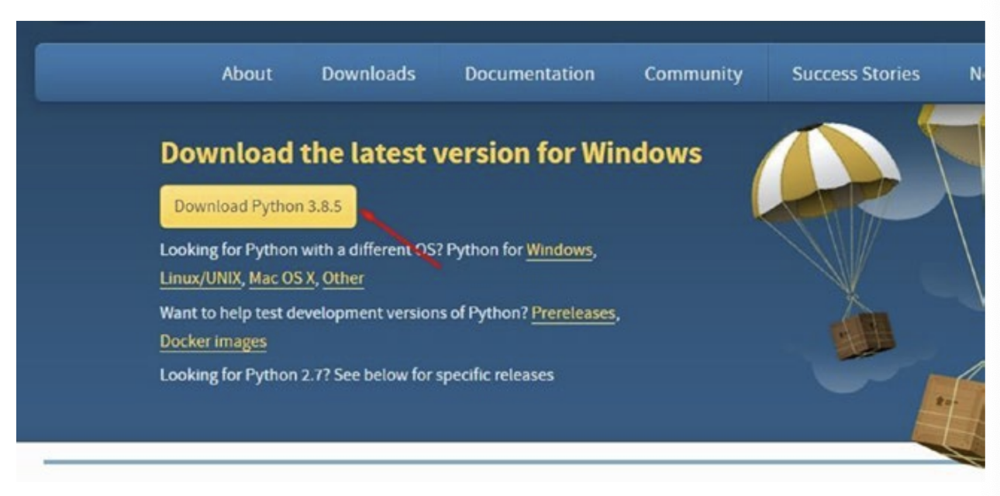 About Downloads Documentation Community Success Stories
Download the latest version for Windows
Download Python 3.8.5
Looking for Python with a different OS? Python for Windows,
Linux/UNIX, Mac OS X, Other
Want to help test development versions of Python? Prereleases,
Docker images
Looking for Python 2.7? See below for specific releases